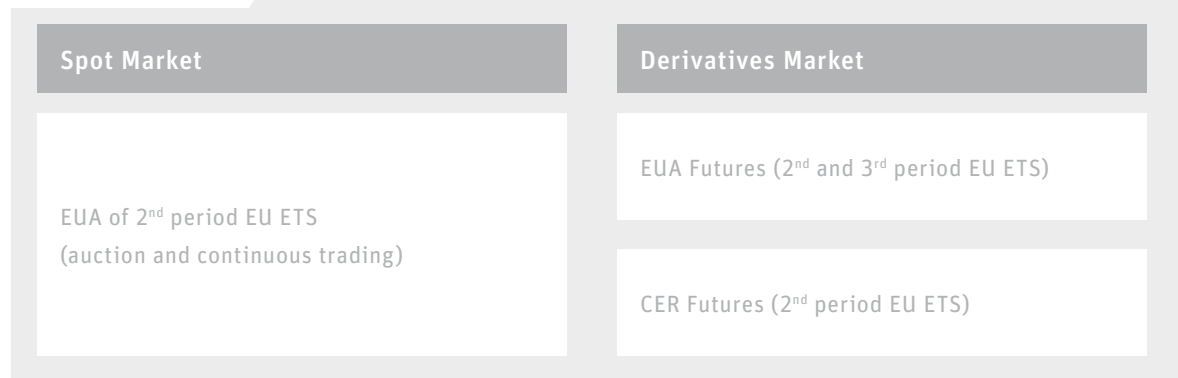 Spot Market
EUA of 2nd period EU ETS
(auction and continuous trading)
Derivatives Market
EUA Futures (2nd and 3rd period EU ETS)
CER Futures (2nd period EU ETS)